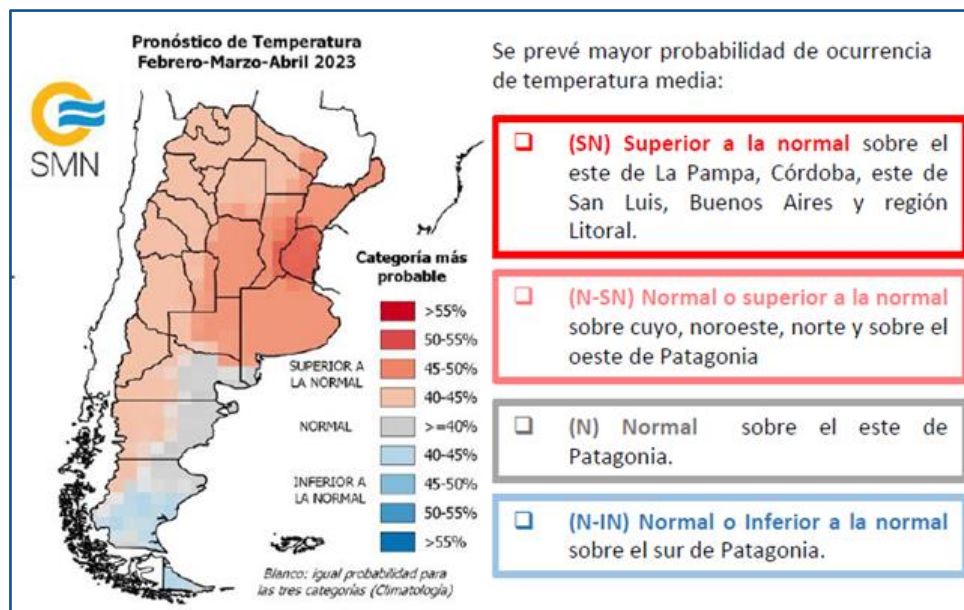 Pronóstico de Temperatura
Febrero-Marzo-Abril 2023
SMN
Categoría más
probable
>55%
50-55%
SUPERIOR A
LA NORMAL
45-50%
40-45%
NORMAL
>=40%
40-45%
INFERIOR A
LA NORMAL
45-50%
50-55%
>55%
Blanco: igual probabilidad para
las tres categorías (Climatología)
Se prevé mayor probabilidad de ocurrencia
de temperatura media:
(SN) Superior a la normal sobre el
este de La Pampa, Córdoba, este de
San Luis, Buenos Aires y región
Litoral.
(N-SN) Normal o superior a la normal
sobre cuyo, noroeste, norte y sobre el
oeste de Patagonia
(N) Normal sobre el este de
Patagonia.
(N-IN) Normal o Inferior a la normal
sobre el sur de Patagonia.